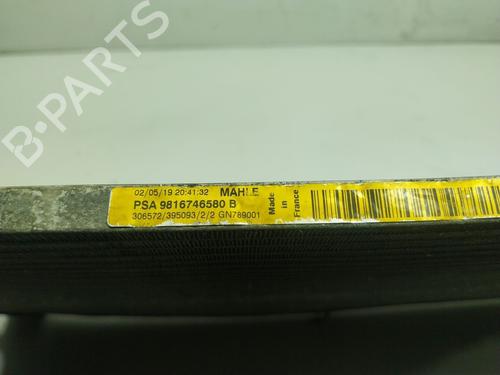 02/05/19 20:41:32 MAHLE
PSA 9816746580 B
306572/395093/2/2 GN789001
Made
in
France
B-PARTS